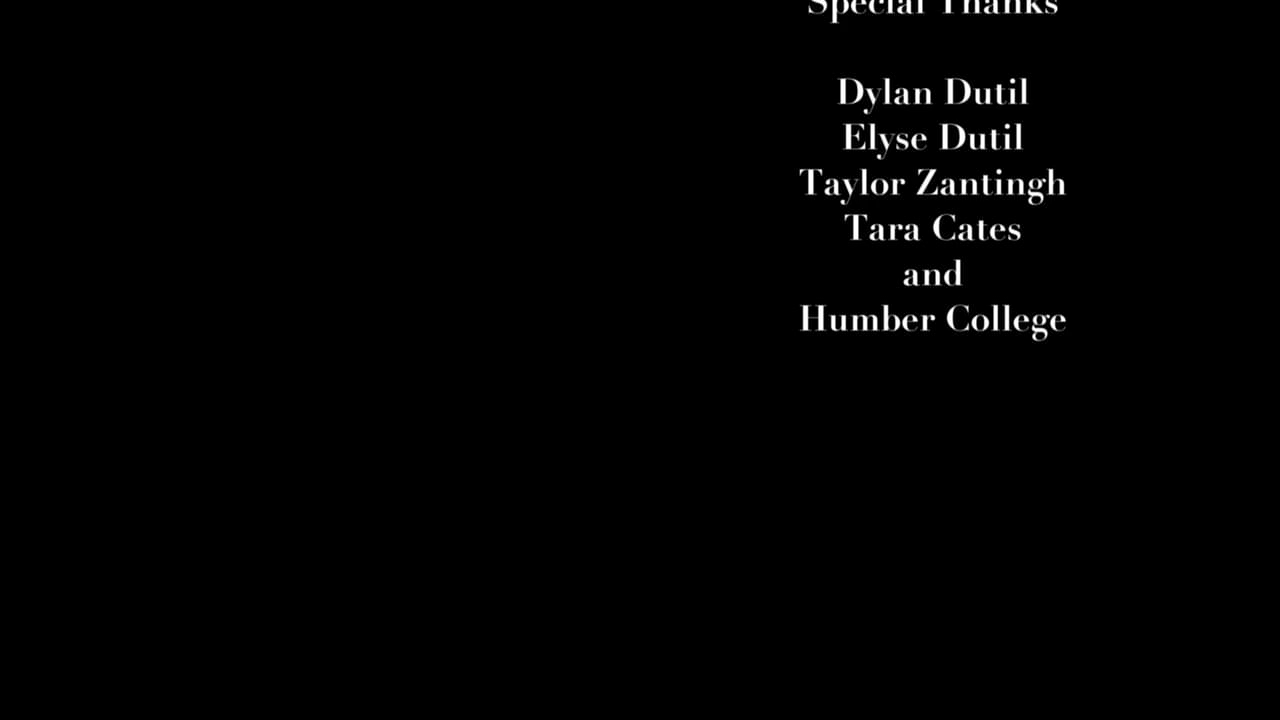 Special Thanks
Dylan Dutil
Elyse Dutil
Taylor Zantingh
Tara Cates
and
Humber College